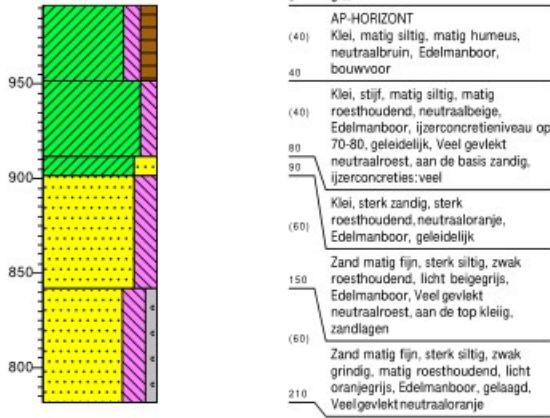 950
900
850
800
AP-HORIZONT
(40) Klei, matig siltig, matig humeus,
neutraalbruin, Edelmanboor,
40 bouwvoor
Klei, stijf, matig siltig, matig
(40) roesthoudend, neutraalbeige,
Edelmanboor, ijzerconcretieniveau op
80 70-80, geleidelijk, Veel gevlekt
90 neutraalroest, aan de basis zandig,
ijzerconcreties:veel
Klei, sterk zandig, sterk
(60) roesthoudend, neutraaloranje,
Edelmanboor, geleidelijk
Zand matig fijn, sterk siltig, zwak
150 roesthoudend, licht beigegrijs,
Edelmanboor, Veel gevlekt
neutraalroest, aan de top kleiig,
(60) zandlagen
Zand matig fijn, sterk siltig, zwak
grindig, matig roesthoudend, licht
210 oranjegrijs, Edelmanboor, gelaagd,
Veel gevlekt neutraaloranje